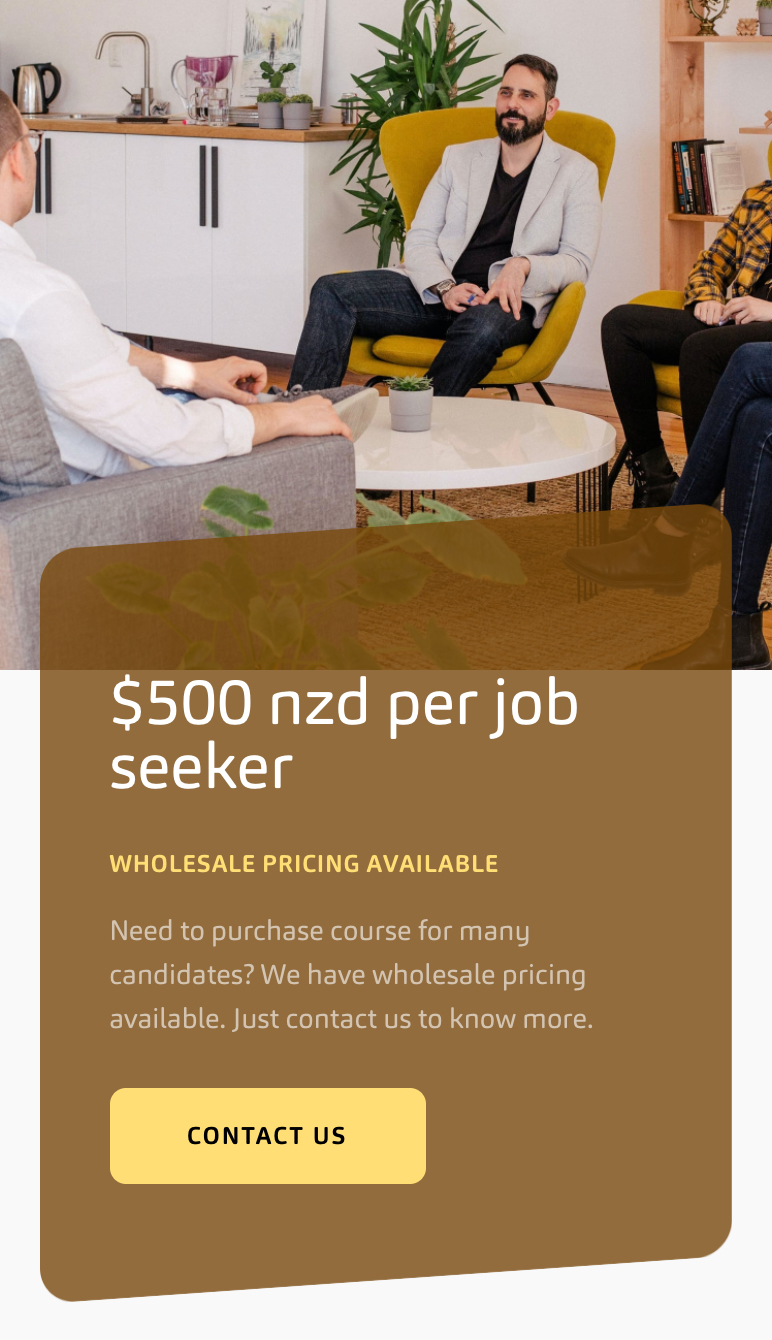 $500 nzd per job
seeker
WHOLESALE PRICING AVAILABLE
Need to purchase course for many
candidates? We have wholesale pricing
available. Just contact us to know more.
CONTACT US